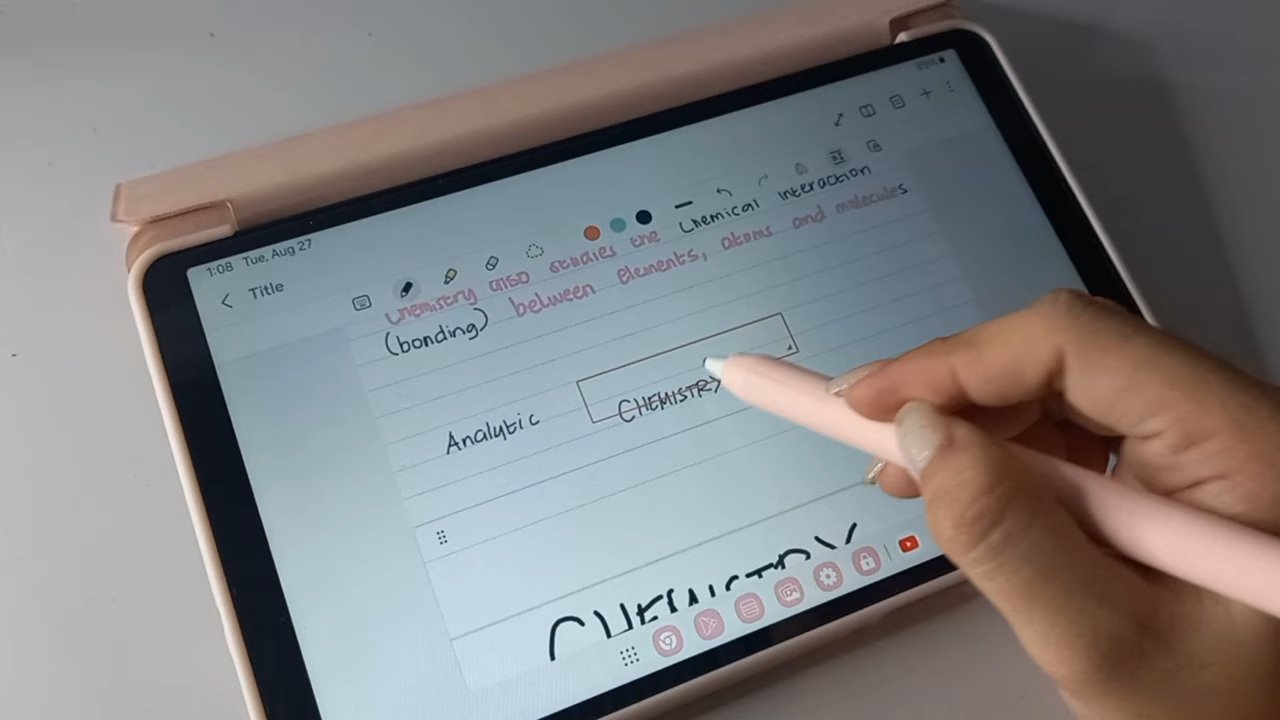 1:08 Tue, Aug 27
Title
Chemistry also studies the Chemical interaction
(bonding) between elements, atoms and molecules
Analytic CHEMISTRY
CHEMISTRY